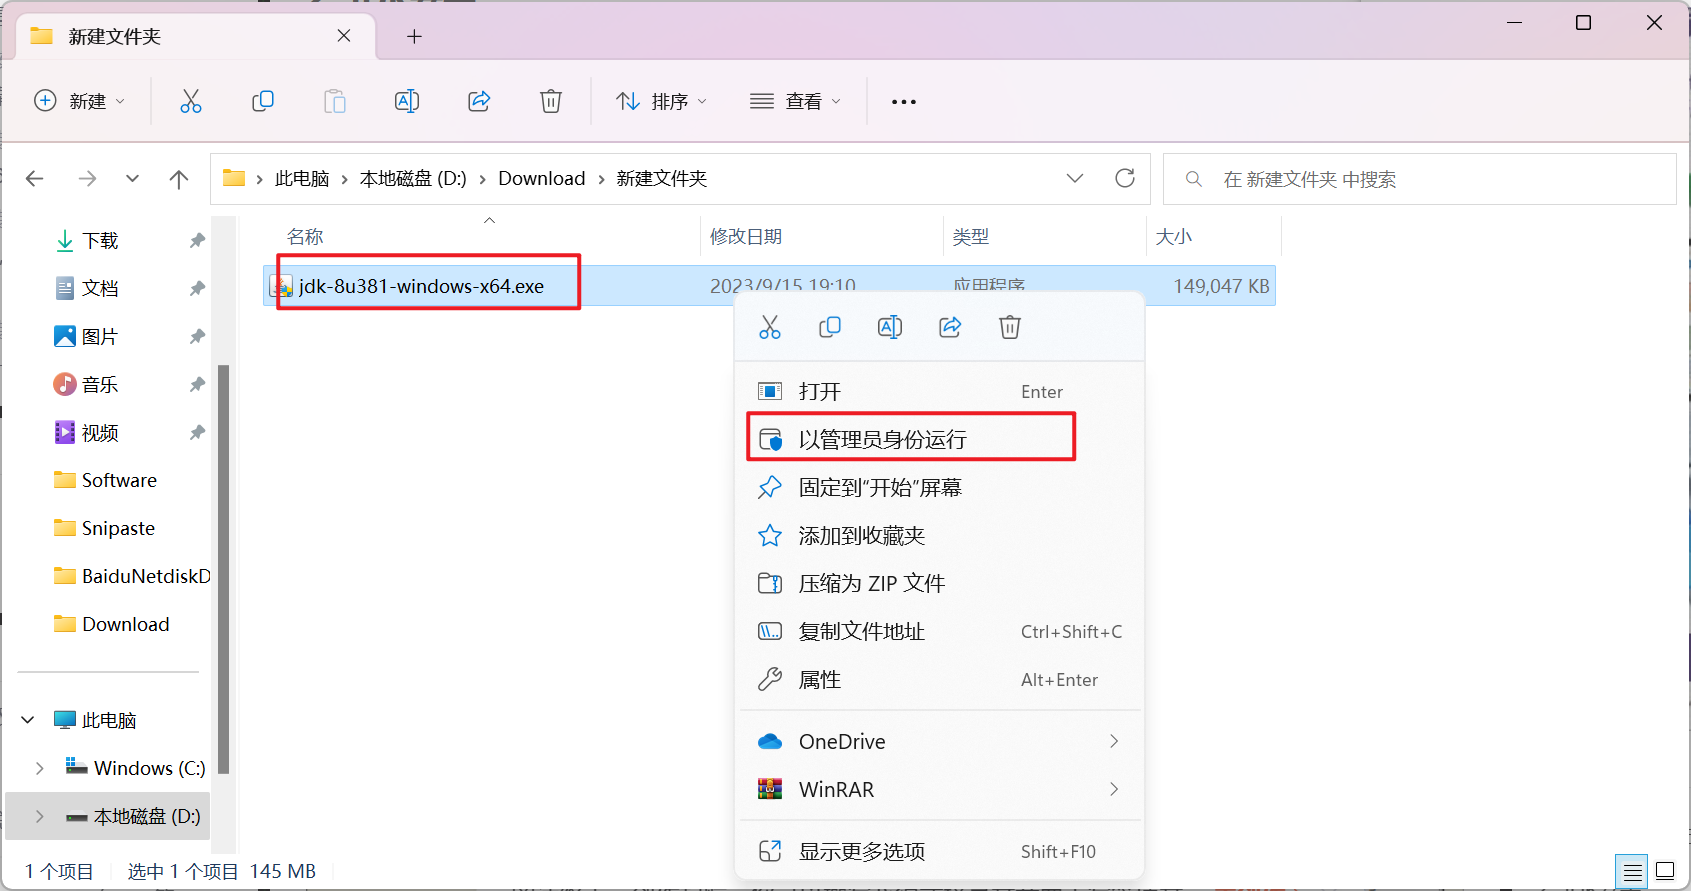 新建文件夹
新建
排序
查看
此电脑 › 本地磁盘 (D:) › Download › 新建文件夹
在 新建文件夹 中搜索
名称 修改日期 类型 大小
jdk-8u381-windows-x64.exe 2023/9/15 19:10 应用程序 149,047 KB
下载
文档
图片
音乐
视频
Software
Snipaste
BaiduNetdiskD
Download
此电脑
Windows (C:)
本地磁盘 (D:)
打开 Enter
以管理员身份运行
固定到“开始”屏幕
添加到收藏夹
压缩为 ZIP 文件
复制文件地址 Ctrl+Shift+C
属性 Alt+Enter
OneDrive
WinRAR
显示更多选项 Shift+F10
1 个项目 选中 1 个项目 145 MB